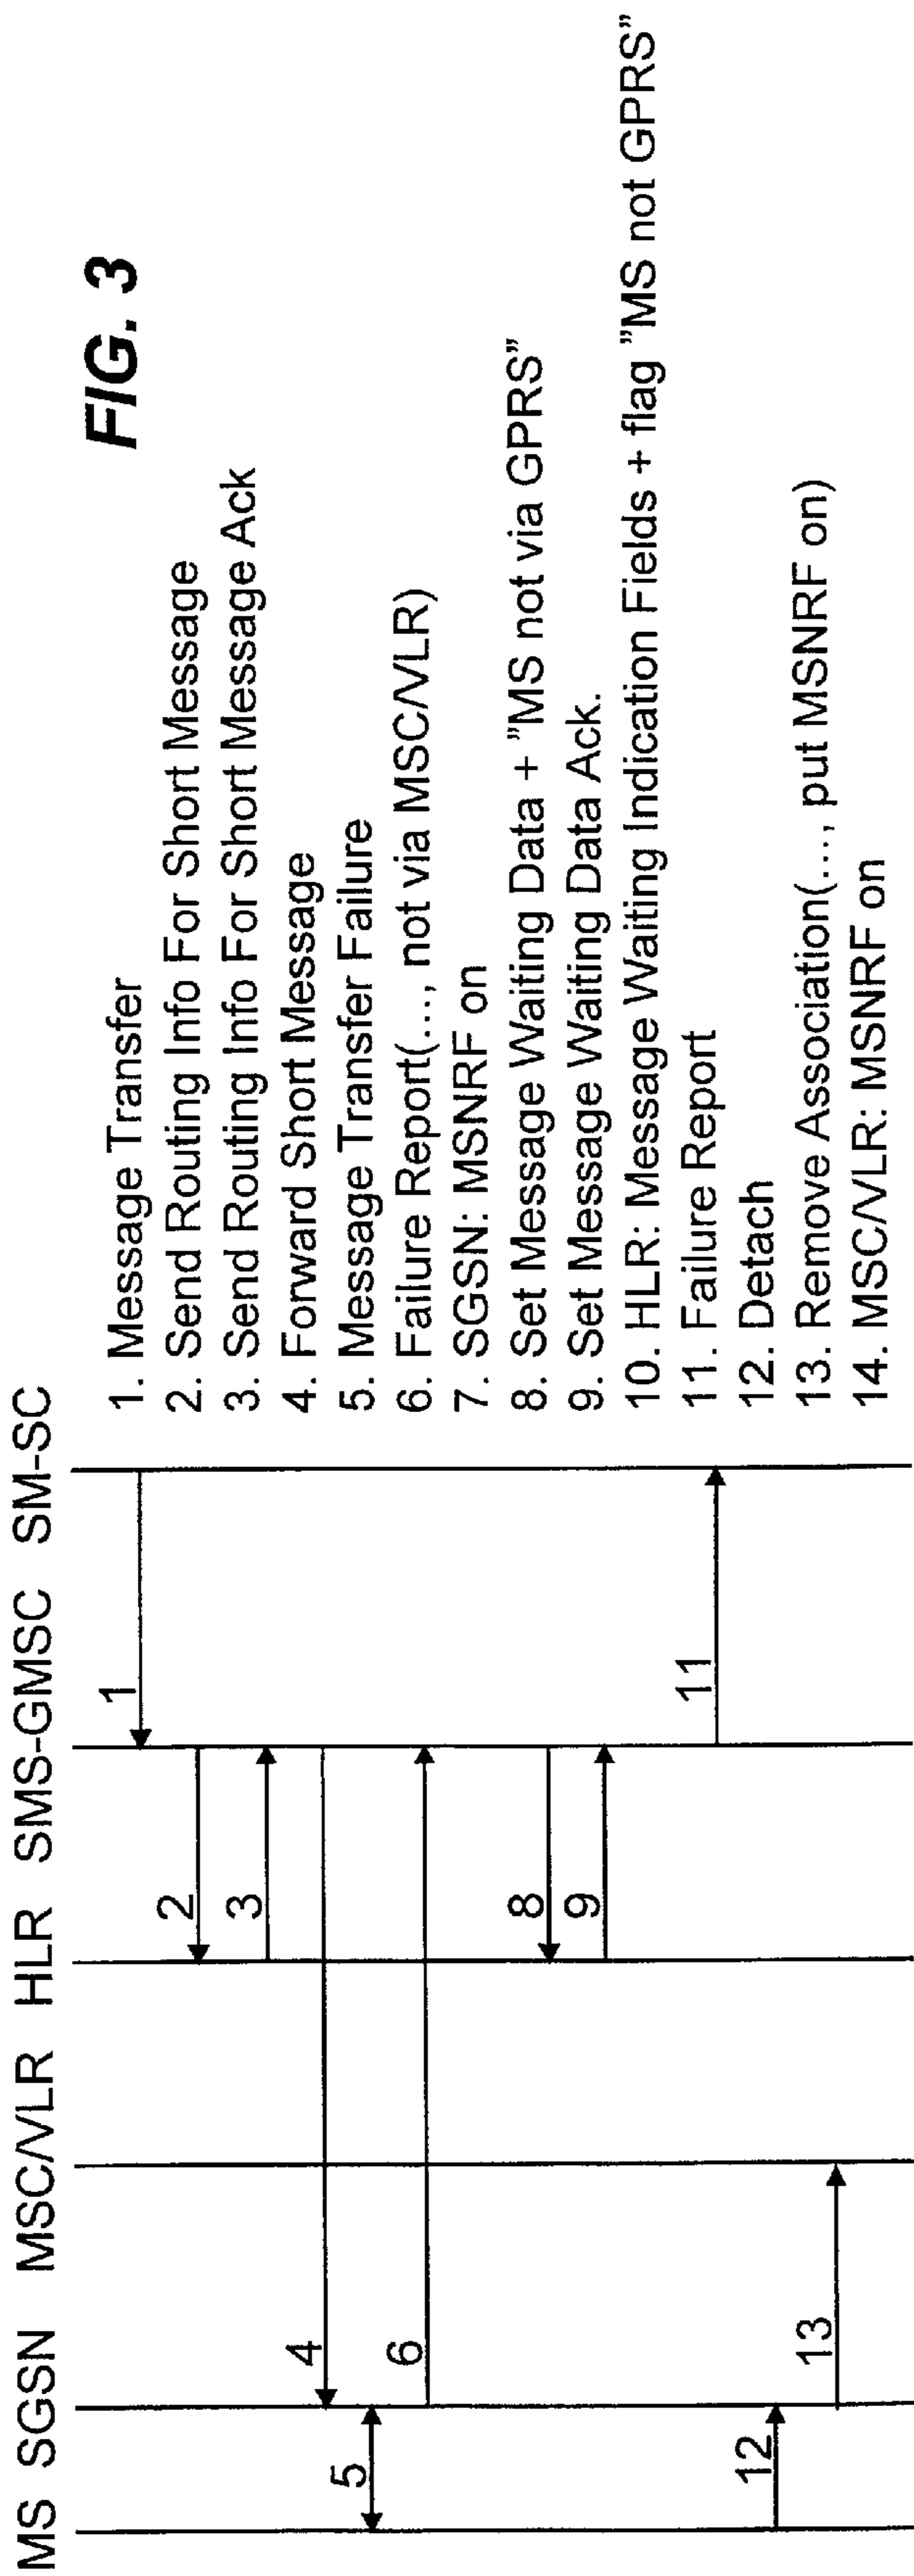 FIG. 3
MS SGSN MSC/VLR HLR SMS-GMSC SM-SC
1. Message Transfer
2. Send Routing Info For Short Message
3. Send Routing Info For Short Message Ack
4. Forward Short Message
5. Message Transfer Failure
6. Failure Report(..., not via MSC/VLR)
7. SGSN: MSNRF on
8. Set Message Waiting Data + "MS not via GPRS"
9. Set Message Waiting Data Ack.
10. HLR: Message Waiting Indication Fields + flag "MS not GPRS"
11. Failure Report
12. Detach
13. Remove Association(..., put MSNRF on)
14. MSC/VLR: MSNRF on
1
2
3
4
5
6
8
9
11
12
13